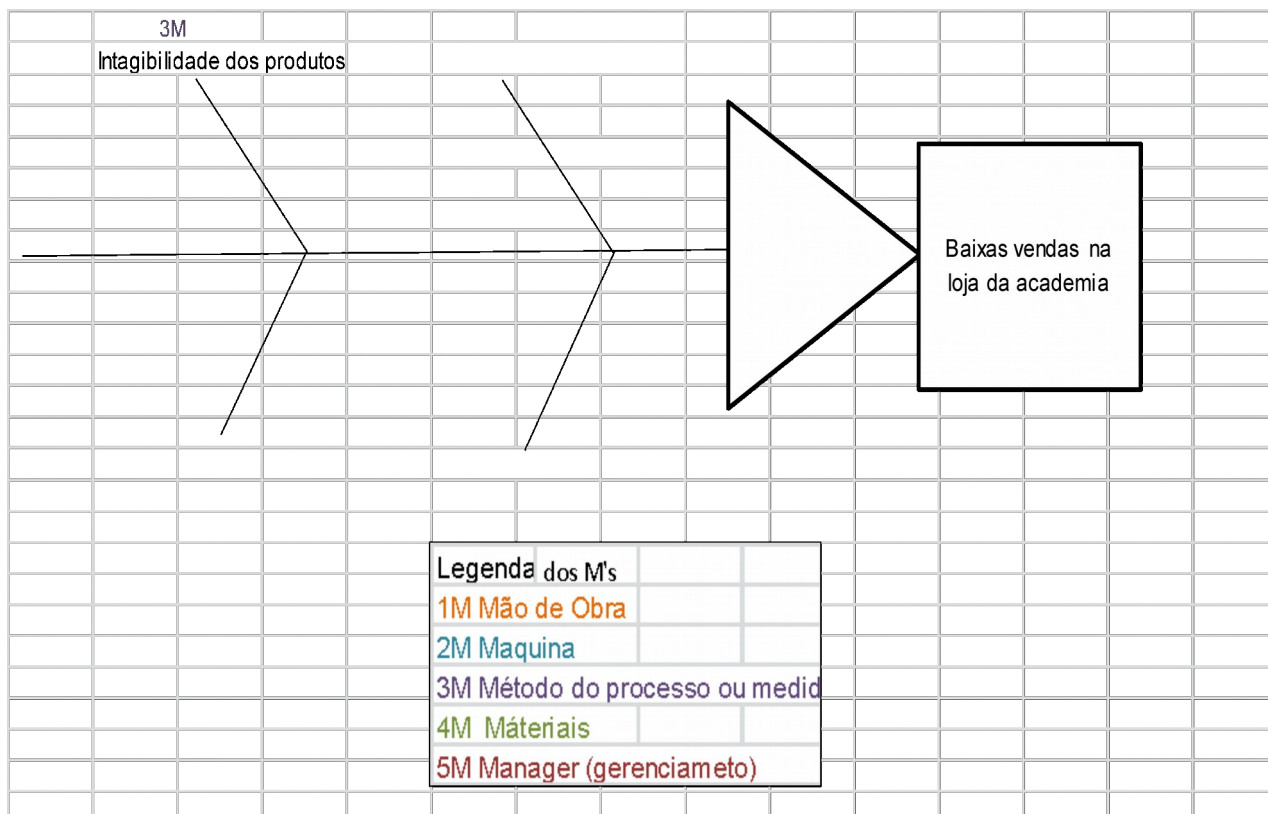 3M
Intagibilidade dos produtos
Baixas vendas na
loja da academia
Legenda dos M's
1M Mão de Obra
2M Maquina
3M Método do processo ou medid
4M Máteriais
5M Manager (gerenciameto)